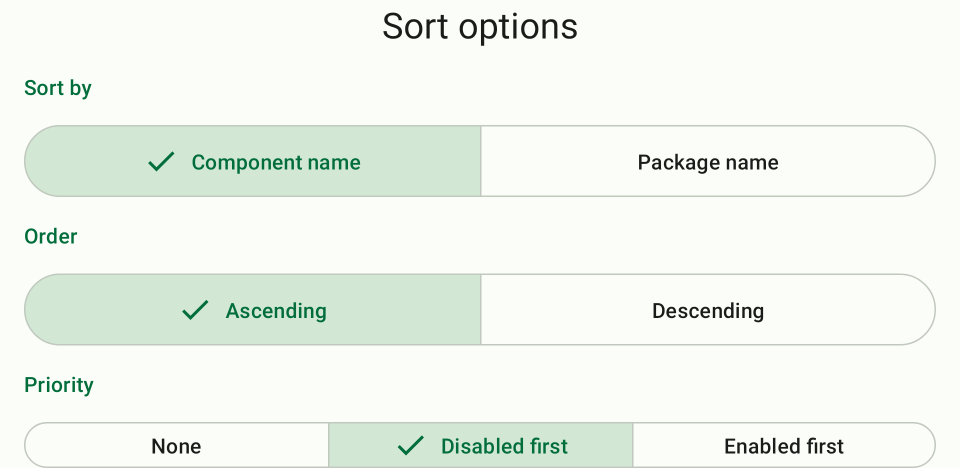 Sort options
Sort by
Component name Package name
Order
Ascending Descending
Priority
None Disabled first Enabled first